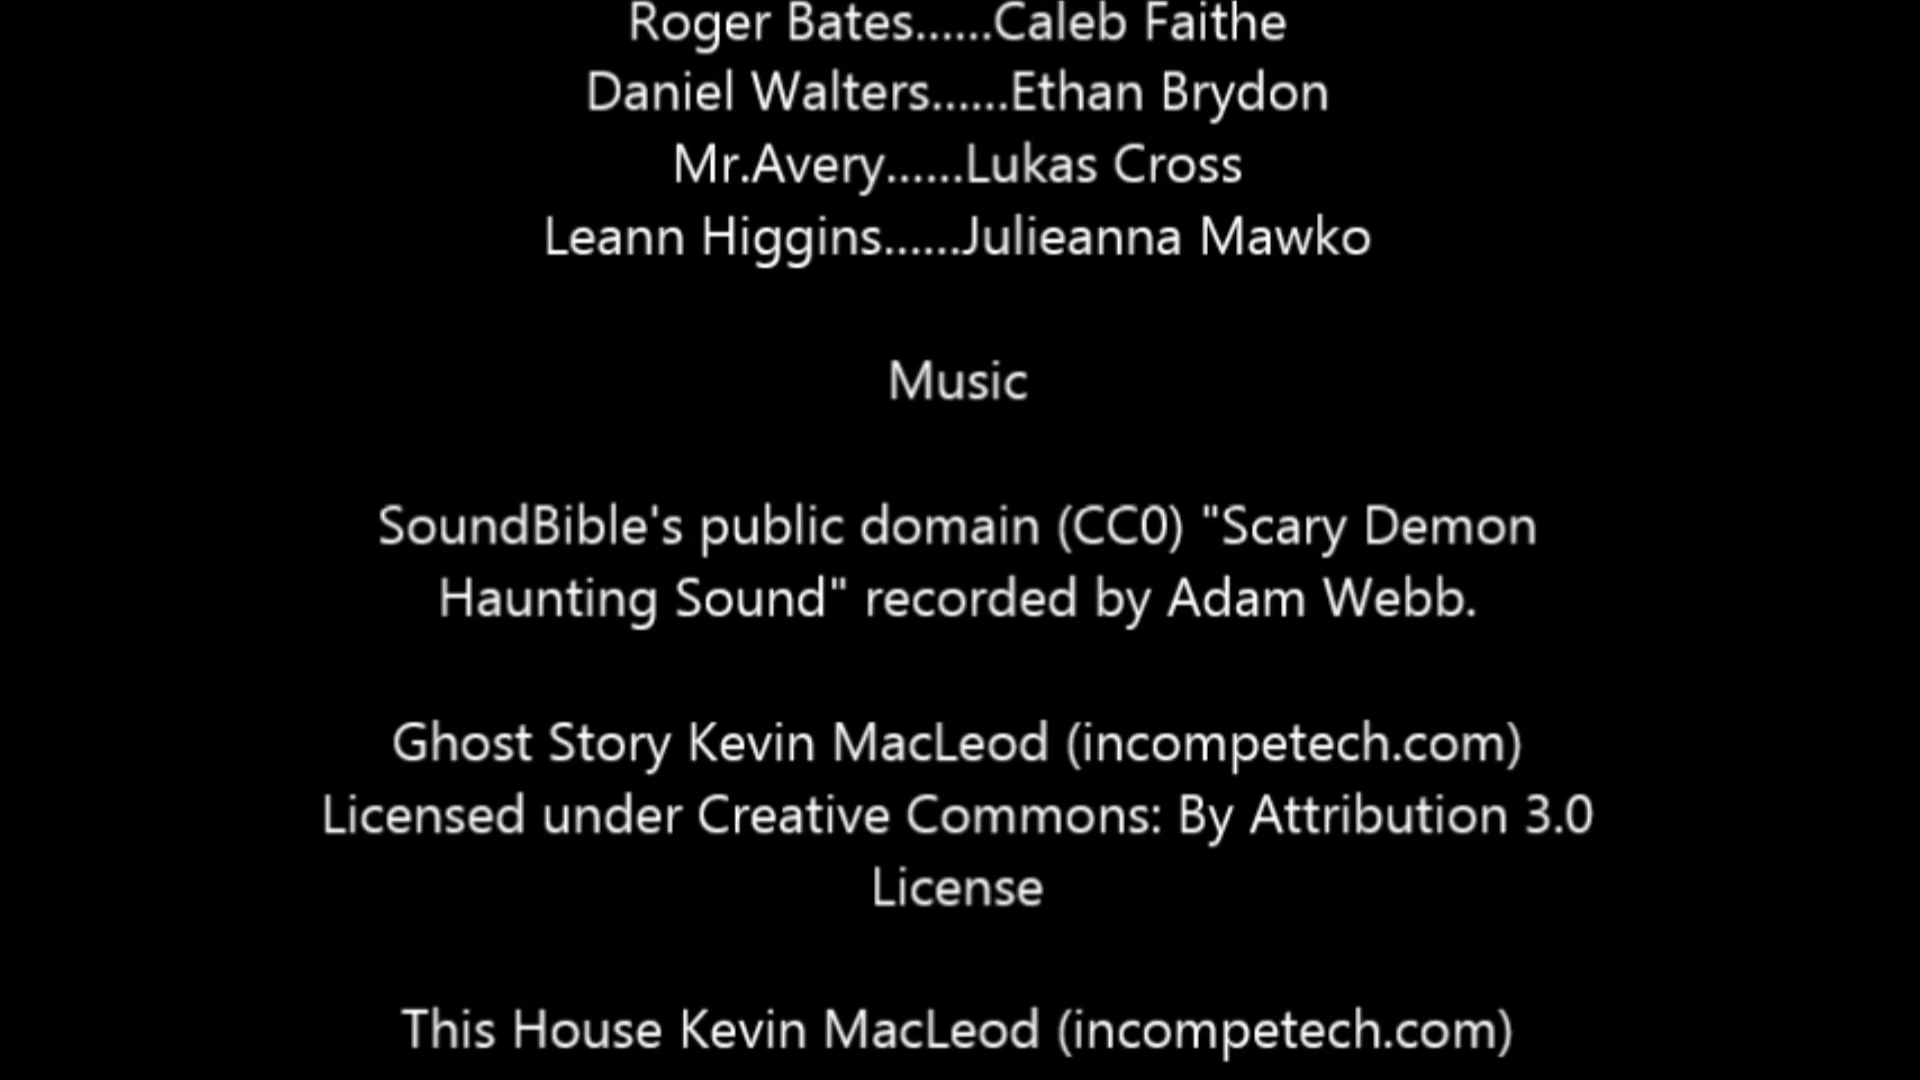 Roger Bates......Caleb Faithe
Daniel Walters......Ethan Brydon
Mr.Avery......Lukas Cross
Leann Higgins......Julieanna Mawko
Music
SoundBible's public domain (CC0) "Scary Demon
Haunting Sound" recorded by Adam Webb.
Ghost Story Kevin MacLeod (incompetech.com)
Licensed under Creative Commons: By Attribution 3.0
License
This House Kevin MacLeod (incompetech.com)